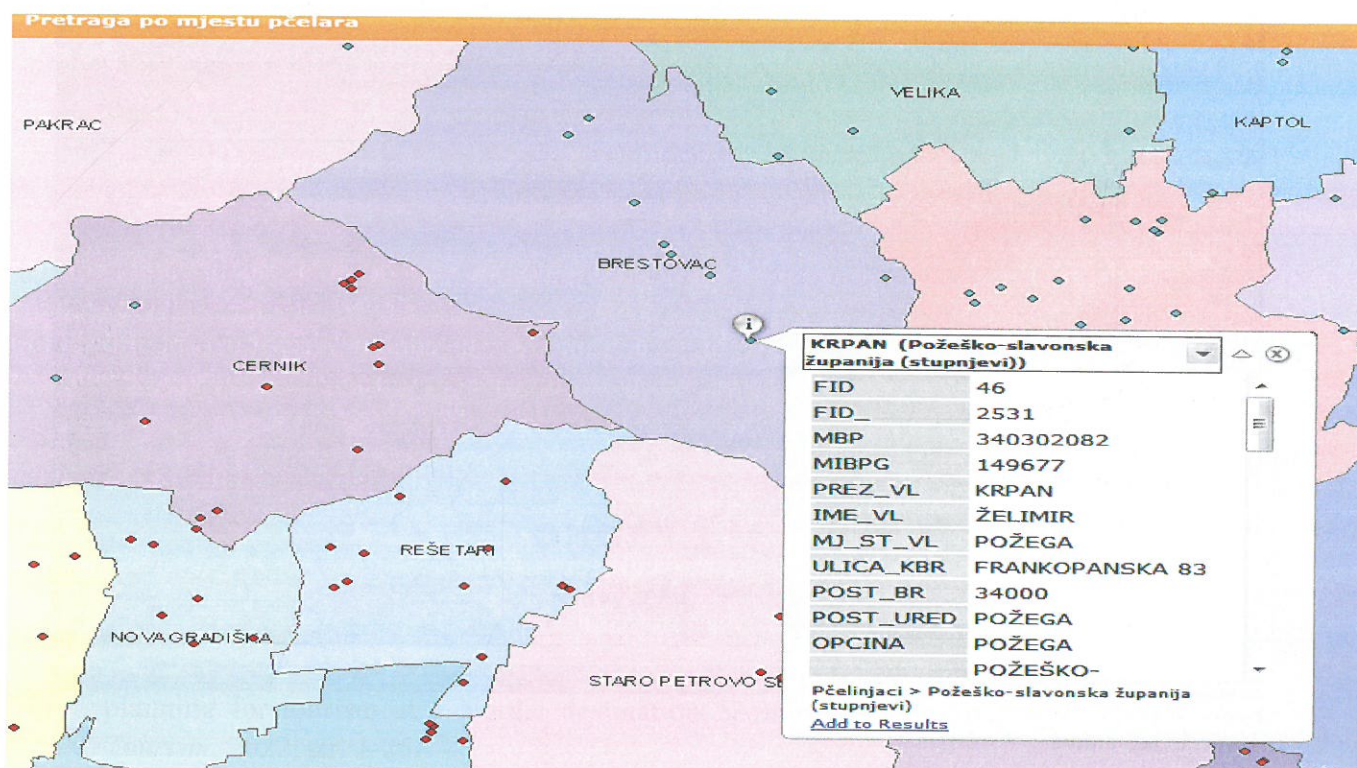 Pretraga po mjestu pčelara
VELIKA
PAKRAC
KAPTOL
BRESTOVAC
CERNIK
KRPAN (Požeško-slavonska
županija (stupnjevi))
FID 46
FID_ 2531
MBP 340302082
MIBPG 149677
PREZ_VL KRPAN
IME_VL ŽELIMIR
MJ_ST_VL POŽEGA
ULICA_KBR FRANKOPANSKA 83
POST_BR 34000
POST_URED POŽEGA
OPCINA POŽEGA
POŽEŠKO-
Pčelinjaci > Požeško-slavonska županija
(stupnjevi)
Add to Results
REŠETARI
NOVA GRADIŠKA
STARO PETROVO